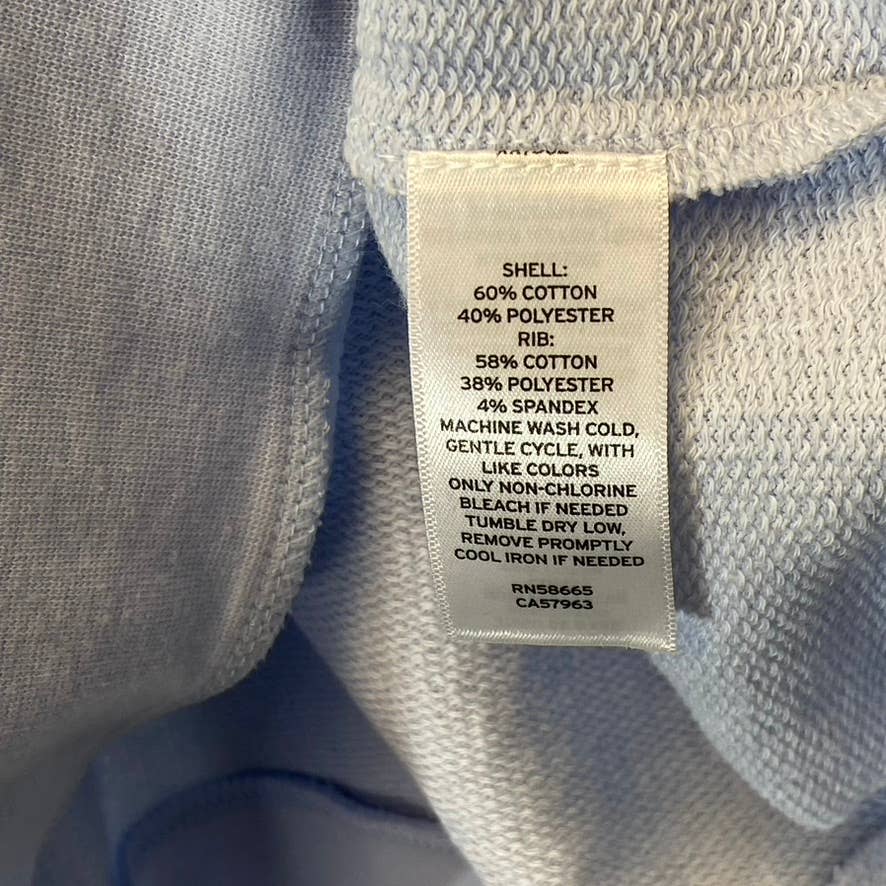 SHELL:
60% COTTON
40% POLYESTER
RIB:
58% COTTON
38% POLYESTER
4% SPANDEX
MACHINE WASH COLD,
GENTLE CYCLE, WITH
LIKE COLORS
ONLY NON-CHLORINE
BLEACH IF NEEDED
TUMBLE DRY LOW,
REMOVE PROMPTLY
COOL IRON IF NEEDED
RN58665
CA57963